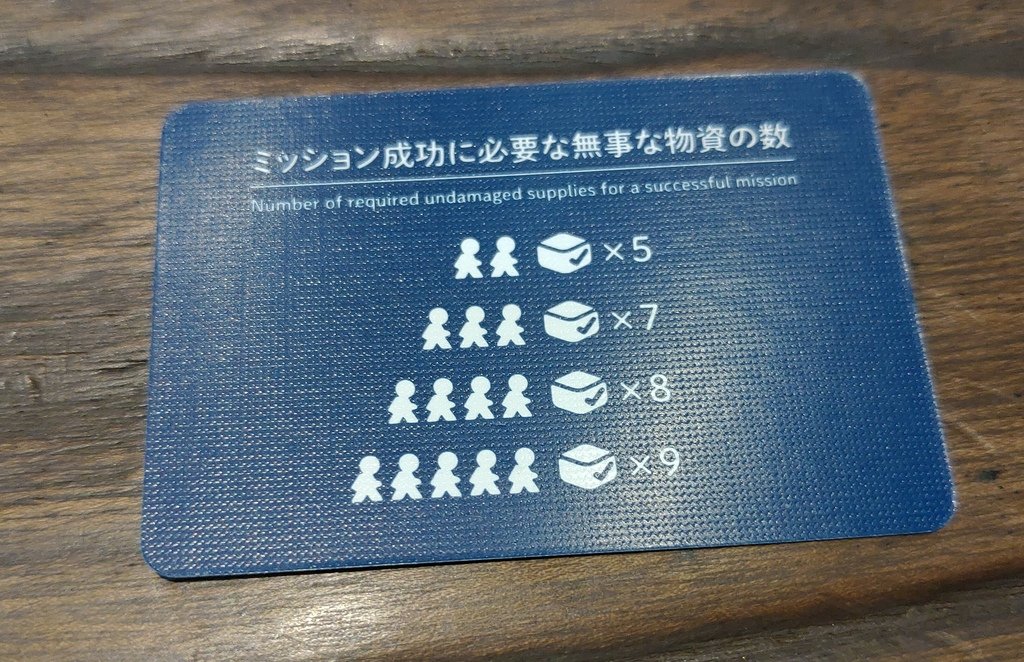 ミッション成功に必要な無事な物資の数
Number of required undamaged supplies for a successful mission
×5
×7
×8
×9